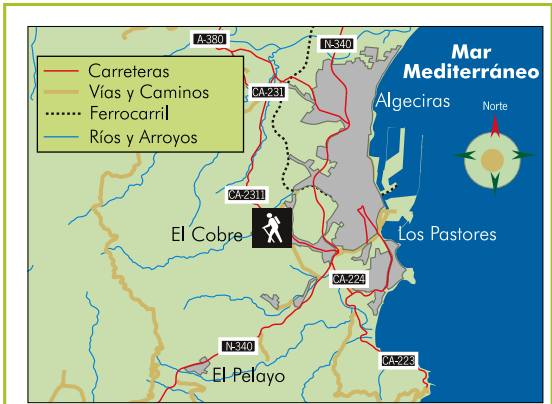 A-380
N-340
Mar
Mediterráneo
Carreteras
Vías y Caminos
Ferrocarril
Ríos y Arroyos
CA-231
Algeciras
Norte
CA-2311
El Cobre
Los Pastores
CA-224
N-340
El Pelayo
CA-223